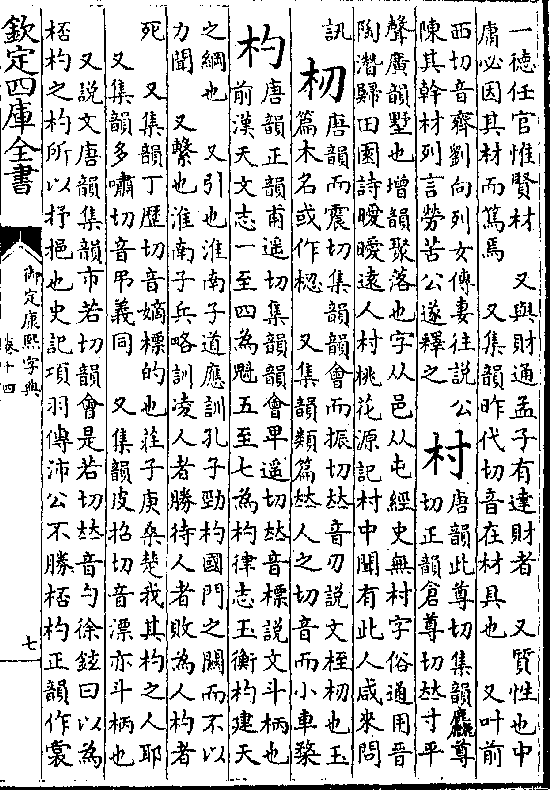 一德任官惟賢材 又與財通孟子有達財者 又質性也中
庸必因其材而篤焉 又集韻昨代切音在材具也 又叶前
西切音齊劉向列女傳妻往說公
陳其幹材列言勞苦公遂釋之
村
唐韻此尊切集韻麤尊
切正韻倉尊切𠀤寸平
聲廣韻墅也增韻聚落也字从邑从屯經史無村字俗通用晉
陶潛歸田園詩曖曖遠人村桃花源記村中聞有此人咸來問
訊
杒
唐韻而震切集韻韻會而振切𠀤音刃說文桎杒也玉
篇木名或作梕 又集韻類篇𠀤人之切音而小車棃
杓
唐韻正韻甫遥切集韻韻會卑遥切𠀤音標說文斗柄也
前漢天文志一至四為魁五至七為杓律志玉衡杓建天
之綱也 又引也淮南子道應訓孔子勁杓國門之關而不以
力聞 又繫也淮南子兵略訓凌人者勝待人者敗為人杓者
死 又集韻丁歷切音嫡標的也莊子庚桑楚我其杓之人耶
又集韻多嘯切音弔義同 又集韻皮招切音漂亦斗柄也
又說文唐韻集韻市若切韻會是若切𠀤音勺徐鉉曰以為
桮杓之杓所以抒挹也史記項羽傳沛公不勝桮杓正韻作裳
欽定四庫全書
御定康熙字典
卷十四
七